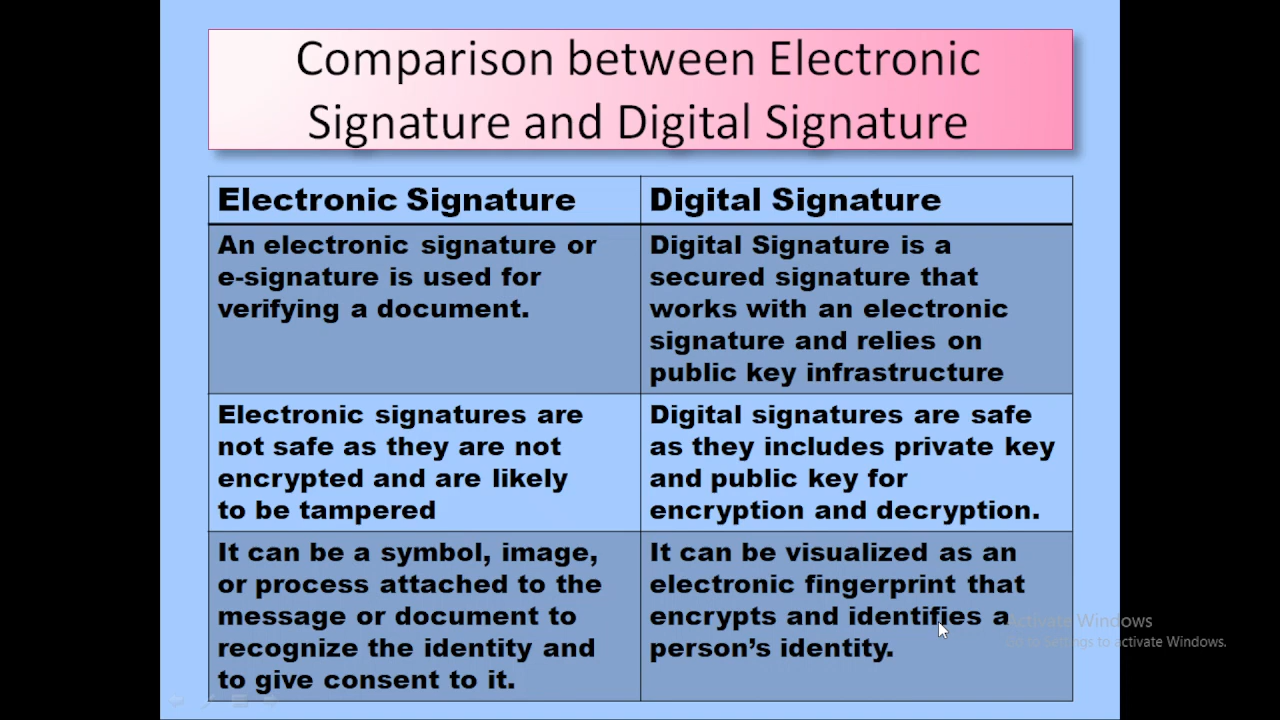 Comparison between Electronic
Signature and Digital Signature
Electronic Signature
Digital Signature
An electronic signature or
e-signature is used for
verifying a document.
Digital Signature is a
secured signature that
works with an electronic
signature and relies on
public key infrastructure
Electronic signatures are
not safe as they are not
encrypted and are likely
to be tampered
Digital signatures are safe
as they includes private key
and public key for
encryption and decryption.
It can be a symbol, image,
or process attached to the
message or document to
recognize the identity and
to give consent to it.
It can be visualized as an
electronic fingerprint that
encrypts and identifies a
person's identity.
Activate Windows
Go to Settings to activate Windows.